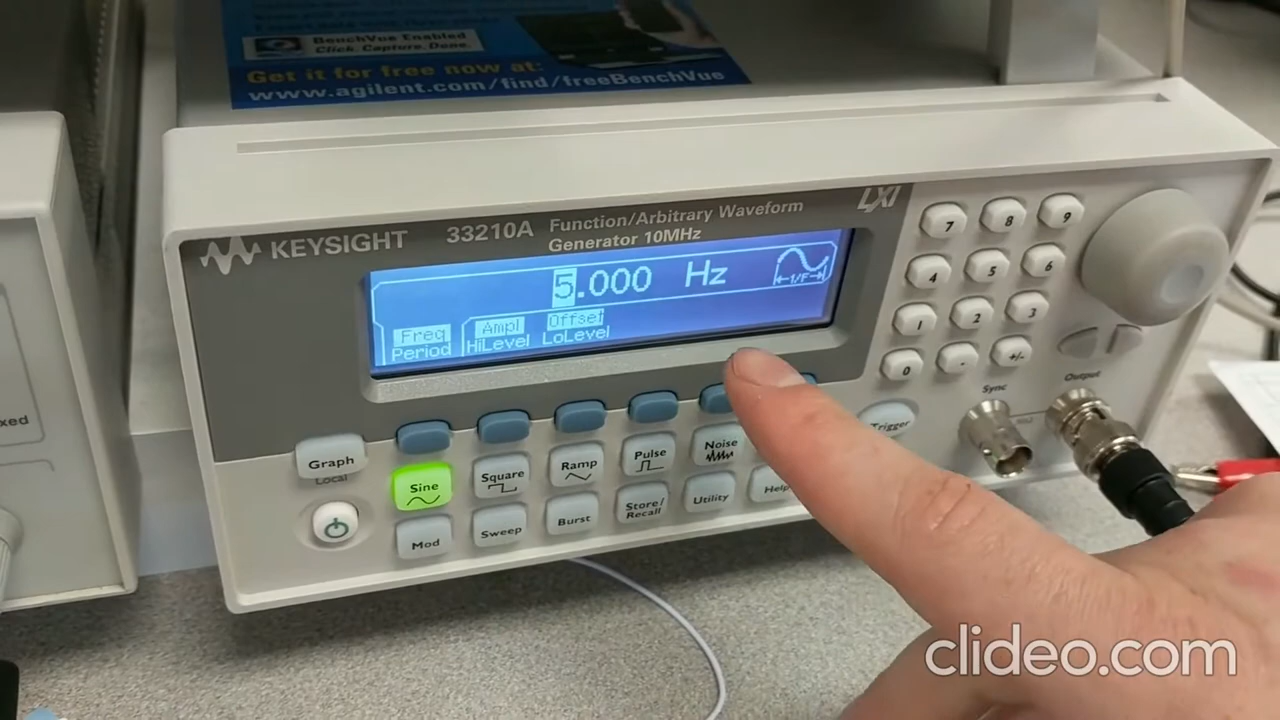 BenchVue Enabled
Click. Capture. Done.
Get it for free now at:
www.agilent.com/find/freeBenchVue
KEYSIGHT 33210A Function/Arbitrary Waveform
Generator 10MHz
LXI
5.000 Hz
1/F
Freq Ampl Offset
Period HiLevel LoLevel
7 8 9
4 5 6
1 2 3
0 . +/-
Sync Output
Graph
Local
Sine Square Ramp Pulse Noise Trigger
Mod Sweep Burst Store/
Recall Utility Help
xed
clideo.com